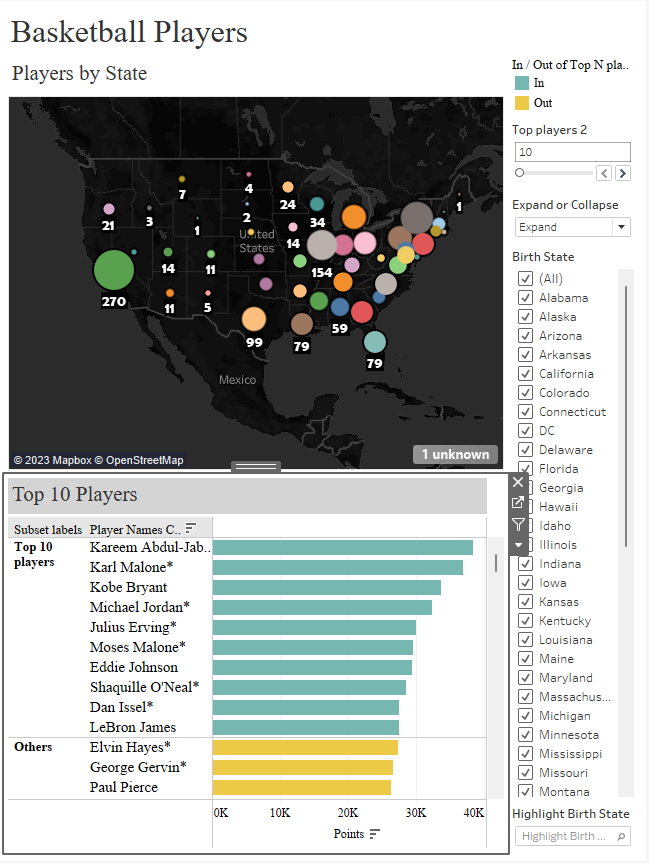 Basketball Players
Players by State
7
4
24
21
3
1
2
34
1
United
States
14
14
11
154
270
11
5
99
79
59
79
Mexico
© 2023 Mapbox © OpenStreetMap
1 unknown
In / Out of Top N pla..
In
Out
Top players 2
10
Expand or Collapse
Expand
Birth State
(All)
Alabama
Alaska
Arizona
Arkansas
California
Colorado
Connecticut
DC
Delaware
Florida
Georgia
Hawaii
Idaho
Illinois
Indiana
Iowa
Kansas
Kentucky
Louisiana
Maine
Maryland
Massachus...
Michigan
Minnesota
Mississippi
Missouri
Montana
Highlight Birth State
Highlight Birth ...
Top 10 Players
Subset labels Player Names C..
Top 10 players
Kareem Abdul-Jab..
Karl Malone*
Kobe Bryant
Michael Jordan*
Julius Erving*
Moses Malone*
Eddie Johnson
Shaquille O'Neal*
Dan Issel*
LeBron James
Others
Elvin Hayes*
George Gervin*
Paul Pierce
0K 10K 20K 30K 40K
Points